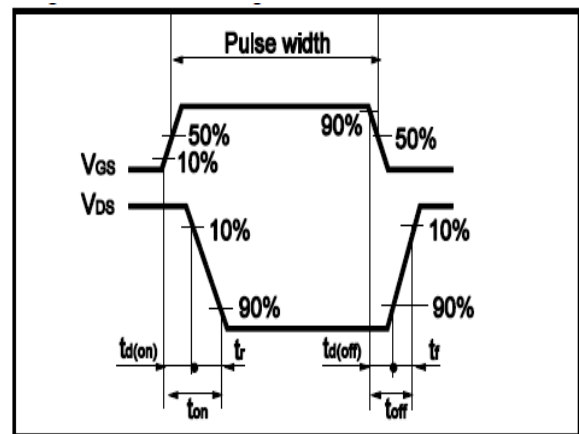 Pulse width
90%
50%
50%
10%
VGS
VDS
10%
10%
90%
90%
td(on)
tr
td(off)
tf
ton
toff